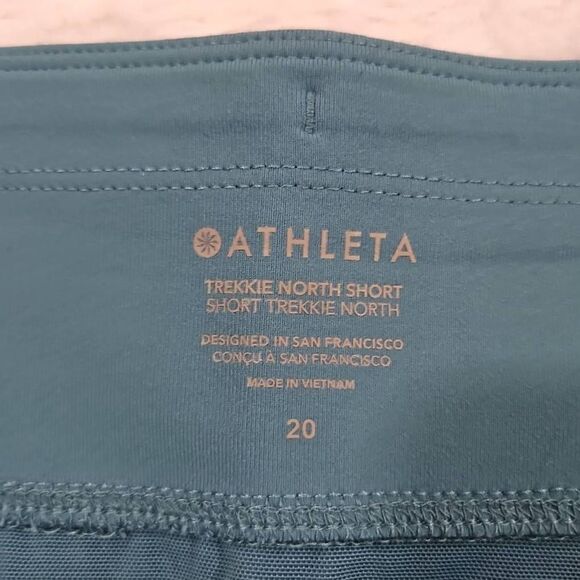 ATHLETA
TREKKIE NORTH SHORT
SHORT TREKKIE NORTH
DESIGNED IN SAN FRANCISCO
CONÇU À SAN FRANCISCO
MADE IN VIETNAM
20